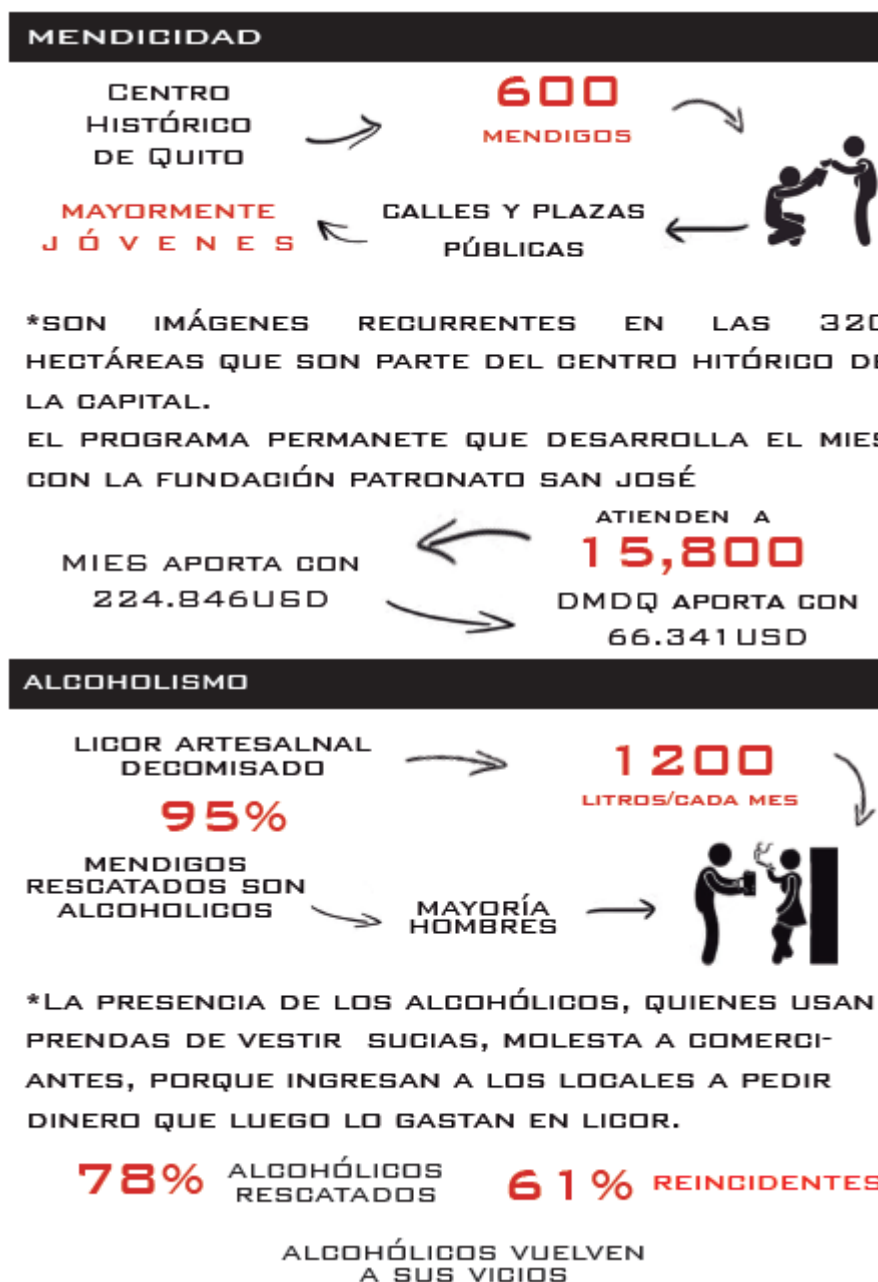 MENDICIDAD
CENTRO
HISTÓRICO
DE QUITO
600
MENDIGOS
MAYORMENTE
JÓVENES
CALLES Y PLAZAS
PÚBLICAS
*SON IMÁGENES RECURRENTES EN LAS 320
HECTÁREAS QUE SON PARTE DEL CENTRO HITÓRICO DE
LA CAPITAL.
EL PROGRAMA PERMANETE QUE DESARROLLA EL MIES
CON LA FUNDACIÓN PATRONATO SAN JOSÉ
ATIENDEN A
15,800
MIES APORTA CON
224.846USD
DMDQ APORTA CON
66.341USD
ALCOHOLISMO
LICOR ARTESALNAL
DECOMISADO
1200
LITROS/CADA MES
95%
MENDIGOS
RESCATADOS SON
ALCOHOLICOS
MAYORÍA
HOMBRES
*LA PRESENCIA DE LOS ALCOHÓLICOS, QUIENES USAN
PRENDAS DE VESTIR SUCIAS, MOLESTA A COMERCI-
ANTES, PORQUE INGRESAN A LOS LOCALES A PEDIR
DINERO QUE LUEGO LO GASTAN EN LICOR.
78% ALCOHÓLICOS
RESCATADOS
61% REINCIDENTES
ALCOHÓLICOS VUELVEN
A SUS VICIOS